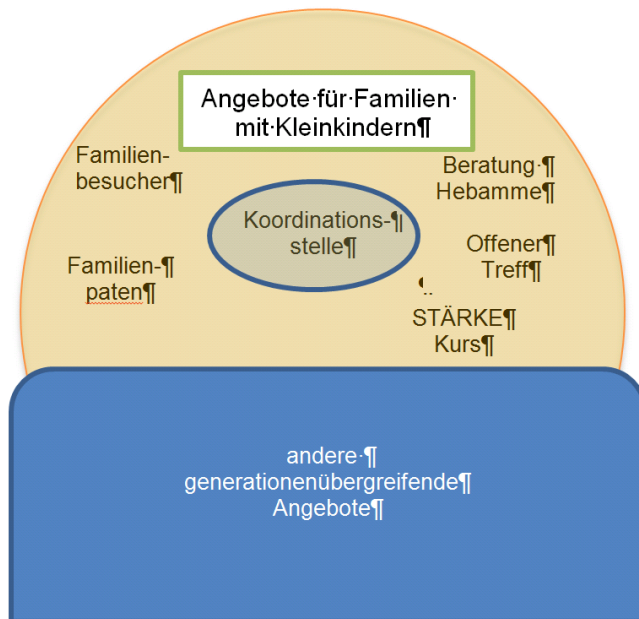 Angebote·für·Familien·
mit·Kleinkindern¶
Familien-
besucher¶
Beratung·¶
Hebamme¶
Koordinations-¶
stelle¶
Offener¶
Treff¶
Familien-¶
paten¶
¶
STÄRKE¶
Kurs¶
andere·¶
generationenübergreifende¶
Angebote¶